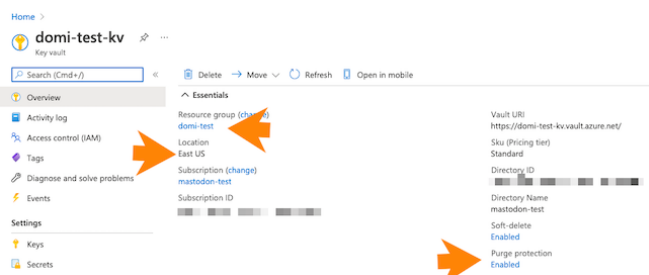 Home >
domi-test-kv
Key vault
Search (Cmd+/)
«
Delete
Move
Refresh
Open in mobile
Overview
Activity log
Access control (IAM)
Tags
Diagnose and solve problems
Events
Settings
Keys
Secrets
Essentials
Resource group (change)
domi-test
Location
East US
Subscription (change)
mastodon-test
Subscription ID
Vault URI
https://domi-test-kv.vault.azure.net/
Sku (Pricing tier)
Standard
Directory ID
Directory Name
mastodon-test
Soft-delete
Enabled
Purge protection
Enabled